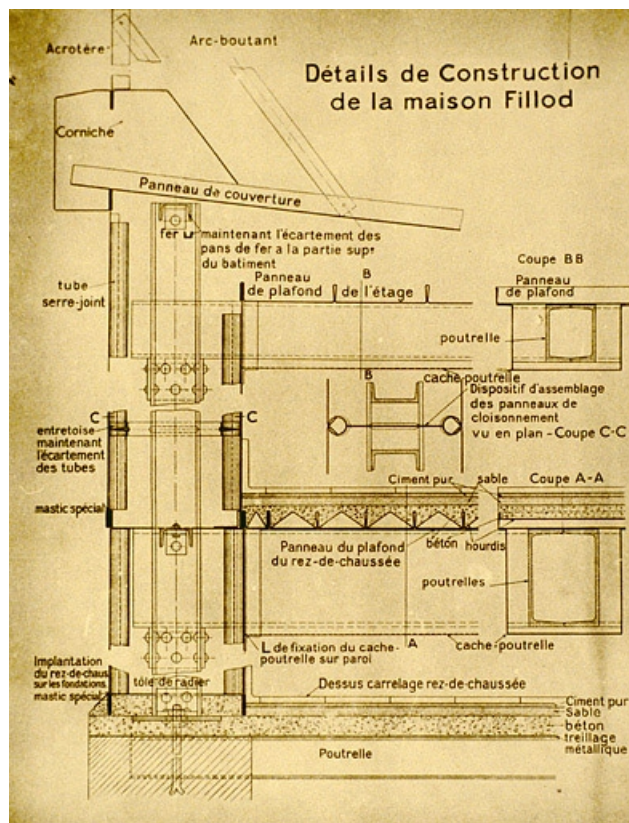 Acrotère
Arc-boutant
Détails de Construction
de la maison Fillod
Corniche
Panneau de couverture
fer U maintenant l'écartement des
pans de fer a la partie supʳ
du batiment
tube
serre-joint
Panneau
de plafond
B
de l'étage
Coupe BB
Panneau
de plafond
poutrelle
B
cache-poutrelle
Dispositif d'assemblage
des panneaux de
cloisonnement
vu en plan - Coupe C-C
C
C
entretoise
maintenant
l'écartement
des tubes
mastic spécial
Ciment pur
sable
Coupe A-A
Panneau du plafond
du rez-de-chaussée
béton
hourdis
poutrelles
L de fixation du cache-
poutrelle sur paroi
A
cache-poutrelle
Implantation
du rez-de-chaus
sur les fondations
mastic spécial
tôle de radier
Dessus carrelage rez-de-chaussée
Ciment pur
Sable
béton
treillage
métallique
Poutrelle